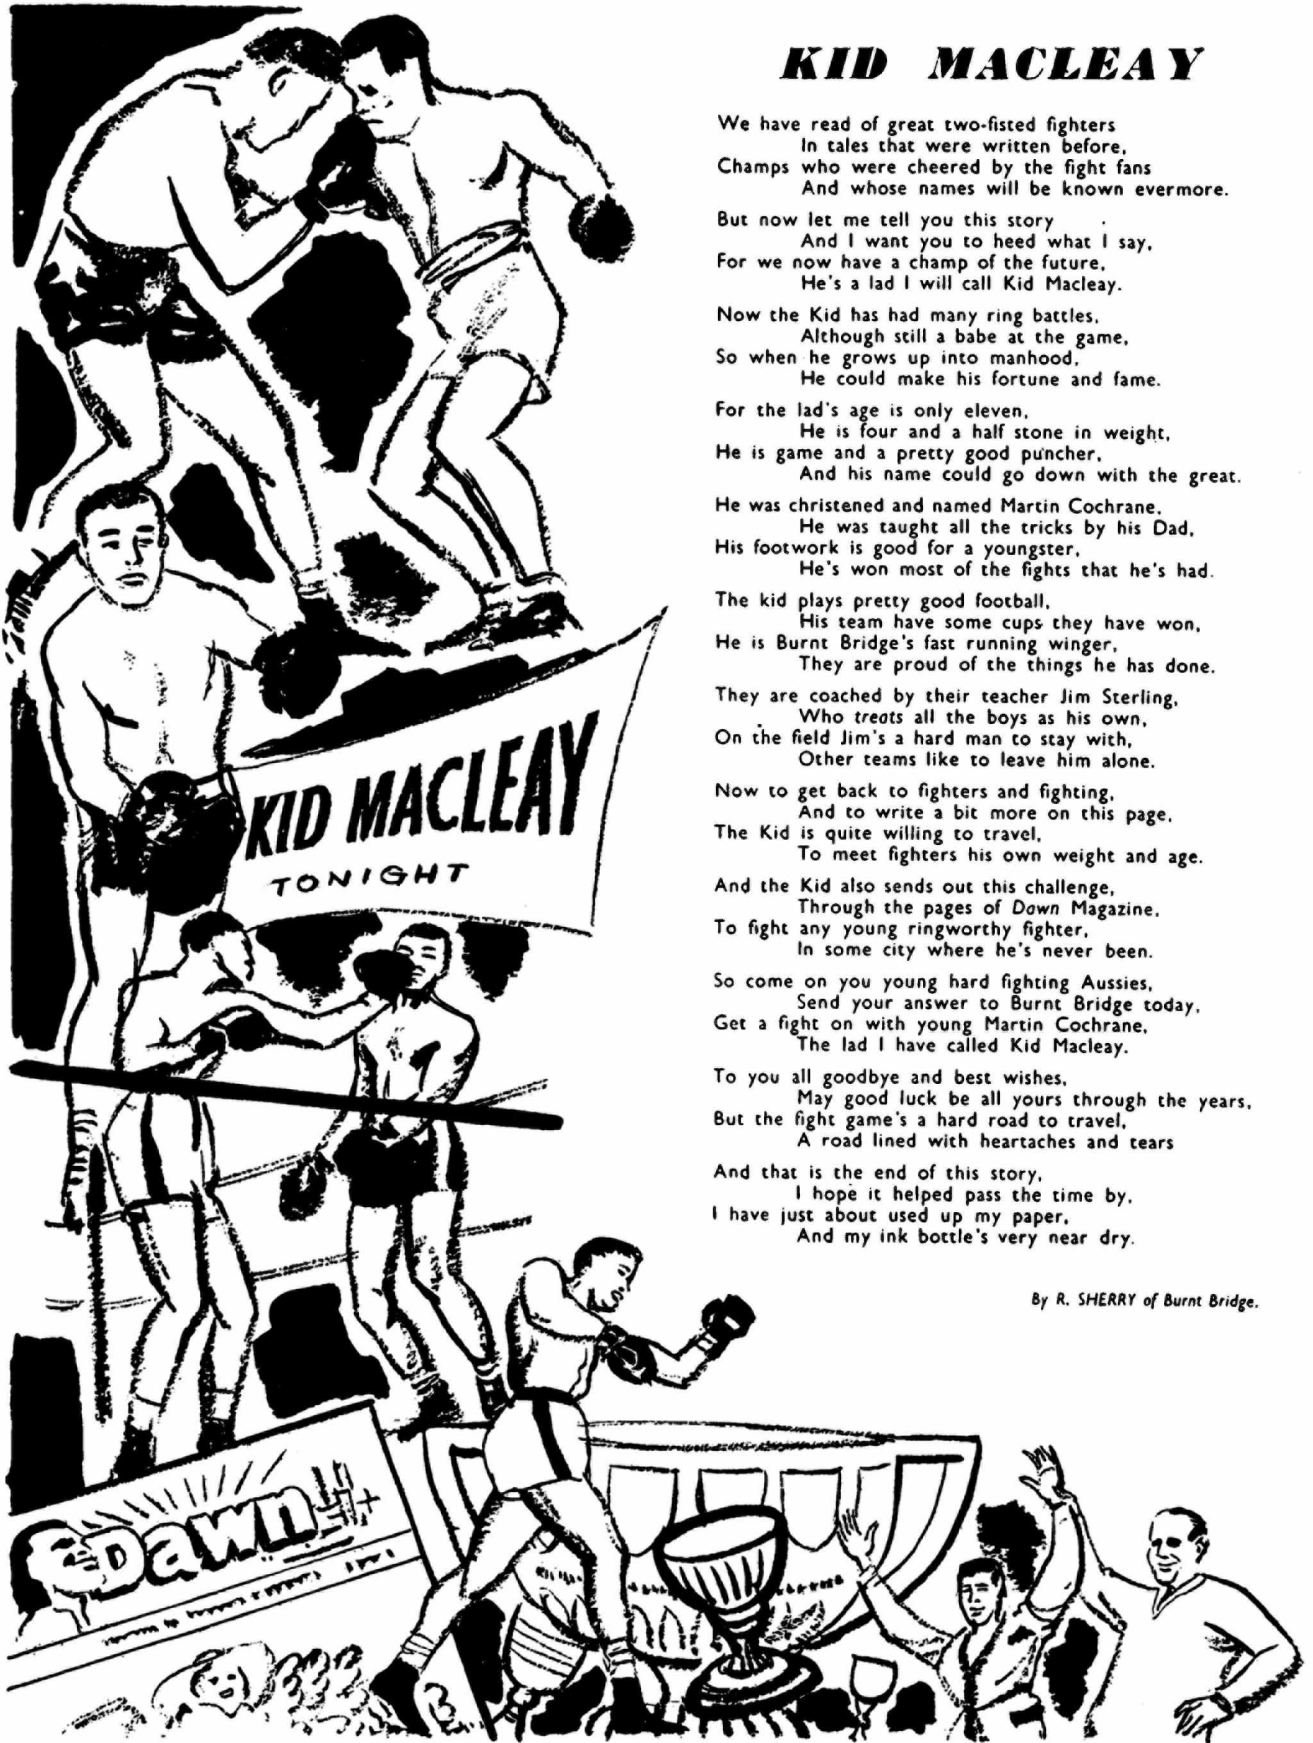 KID MACLEAY
We have read of great two-fisted fighters
In tales that were written before,
Champs who were cheered by the fight fans
And whose names will be known evermore.
But now let me tell you this story
And I want you to heed what I say,
For we now have a champ of the future,
He's a lad I will call Kid Macleay.
Now the Kid has had many ring battles,
Although still a babe at the game,
So when he grows up into manhood,
He could make his fortune and fame.
For the lad's age is only eleven,
He is four and a half stone in weight,
He is game and a pretty good puncher,
And his name could go down with the great.
He was christened and named Martin Cochrane,
He was taught all the tricks by his Dad,
His footwork is good for a youngster,
He's won most of the fights that he's had.
The kid plays pretty good football,
His team have some cups they have won,
He is Burnt Bridge's fast running winger,
They are proud of the things he has done.
They are coached by their teacher Jim Sterling,
Who treats all the boys as his own,
On the field Jim's a hard man to stay with,
Other teams like to leave him alone.
Now to get back to fighters and fighting,
And to write a bit more on this page,
The Kid is quite willing to travel,
To meet fighters his own weight and age.
And the Kid also sends out this challenge,
Through the pages of Dawn Magazine,
To fight any young ringworthy fighter,
In some city where he's never been.
So come on you young hard fighting Aussies,
Send your answer to Burnt Bridge today,
Get a fight on with young Martin Cochrane,
The lad I have called Kid Macleay.
To you all goodbye and best wishes,
May good luck be all yours through the years,
But the fight game's a hard road to travel,
A road lined with heartaches and tears
And that is the end of this story,
I hope it helped pass the time by,
I have just about used up my paper,
And my ink bottle's very near dry.
By R. SHERRY of Burnt Bridge.
KID MACLEAY
TONIGHT
Dawn